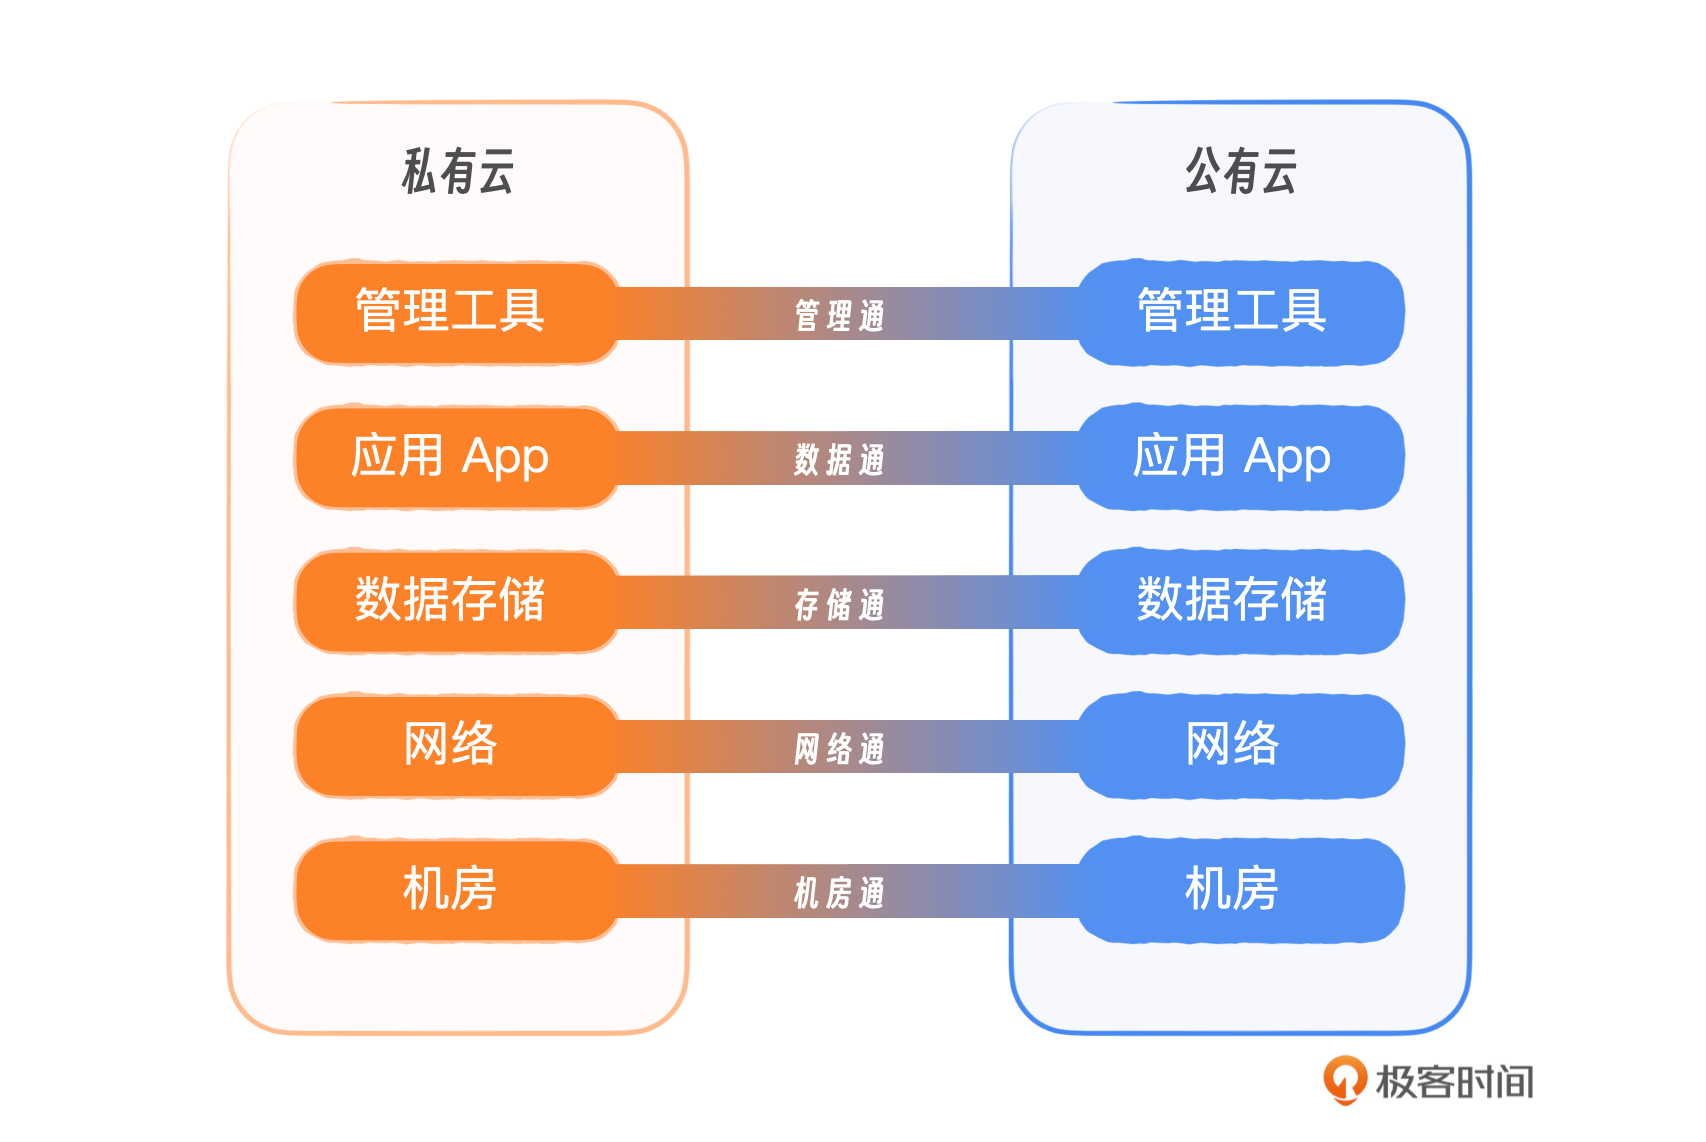 私有云
公有云
管理工具
管理通
管理工具
应用 App
数据通
应用 App
数据存储
存储通
数据存储
网络
网络通
网络
机房
机房通
机房
极客时间